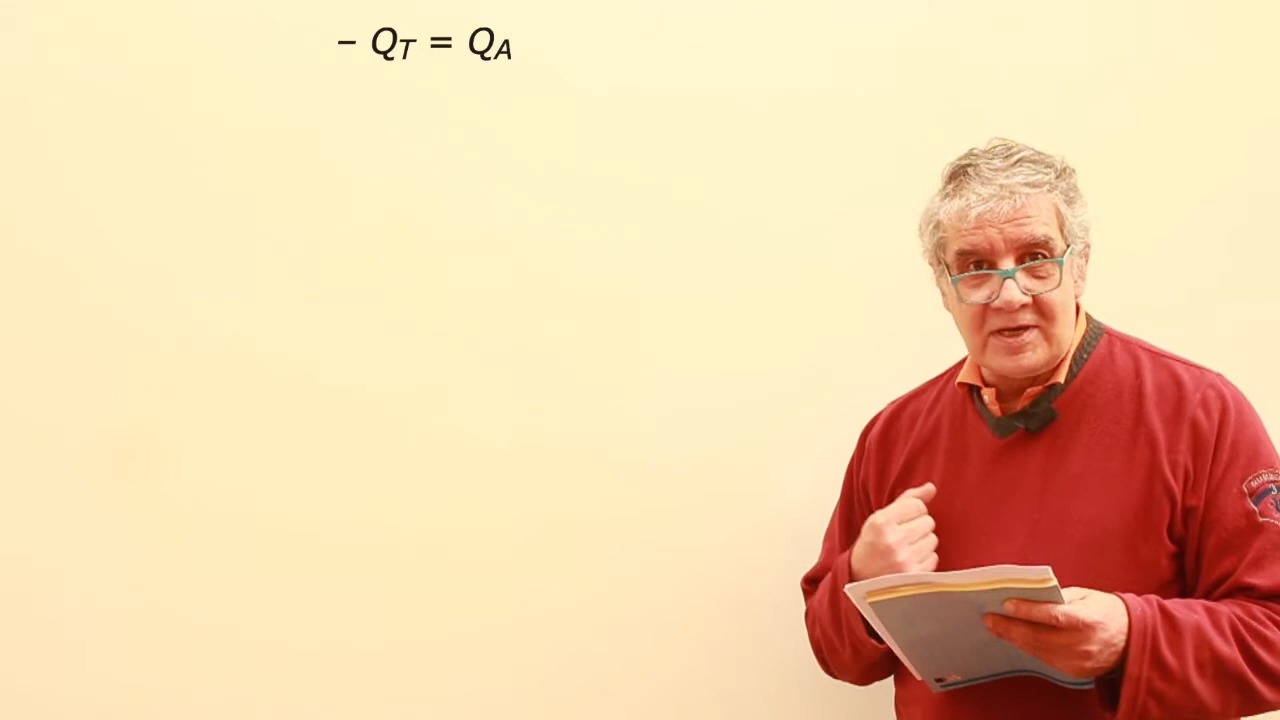 – Q_T = Q_A